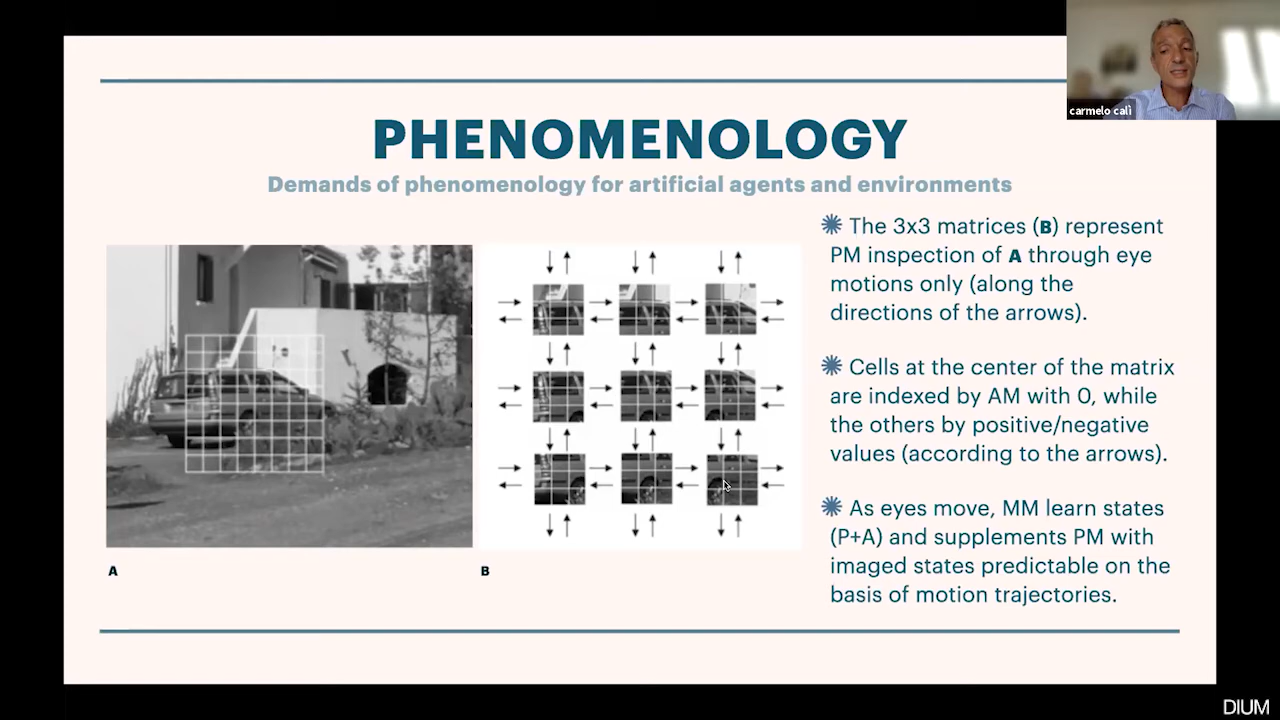 carmelo calì
PHENOMENOLOGY
Demands of phenomenology for artificial agents and environments
The 3x3 matrices (B) represent
PM inspection of A through eye
motions only (along the
directions of the arrows).
Cells at the center of the matrix
are indexed by AM with 0, while
the others by positive/negative
values (according to the arrows).
As eyes move, MM learn states
(P+A) and supplements PM with
imaged states predictable on the
basis of motion trajectories.
A
B
DIUM